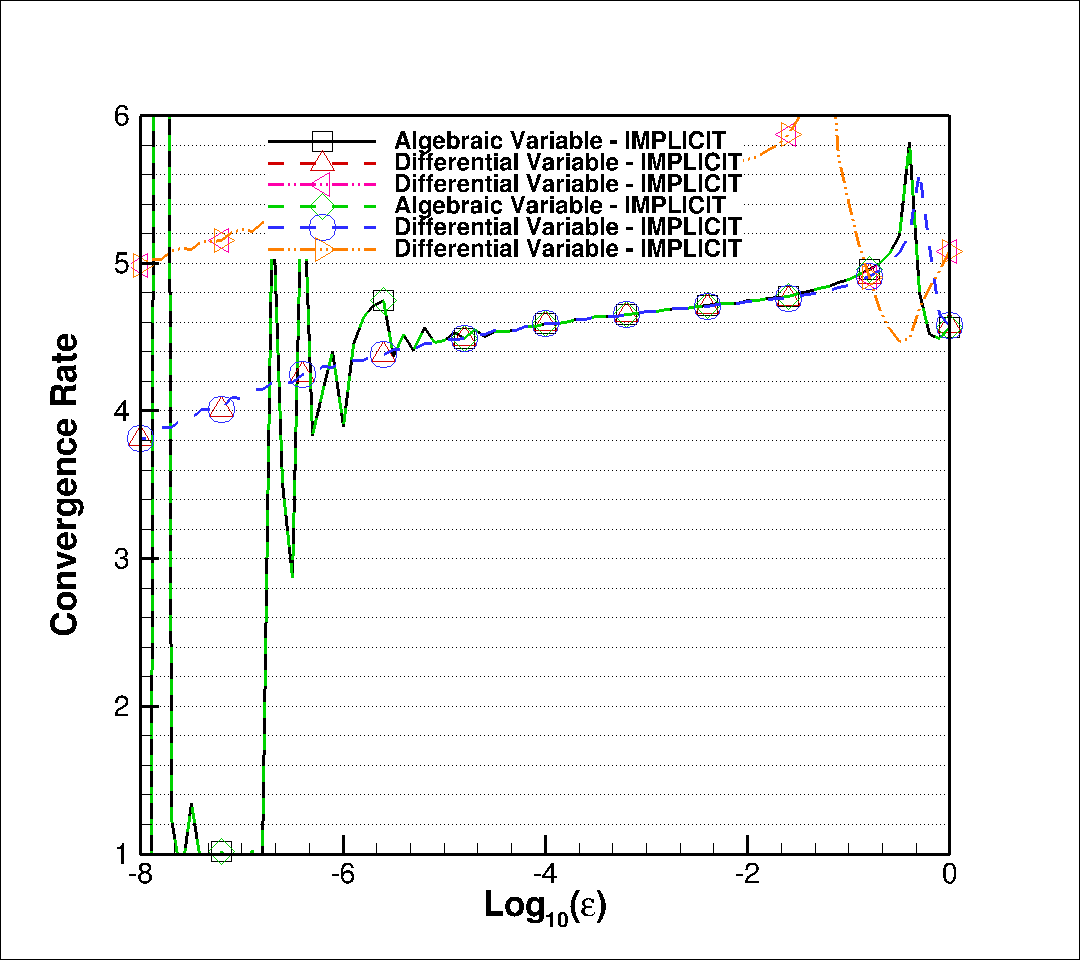 6
Algebraic Variable - IMPLICIT
Differential Variable - IMPLICIT
Differential Variable - IMPLICIT
Algebraic Variable - IMPLICIT
Differential Variable - IMPLICIT
Differential Variable - IMPLICIT
5
4
3
2
1
Convergence Rate
-8 -6 -4 -2 0
Log₁₀(ε)